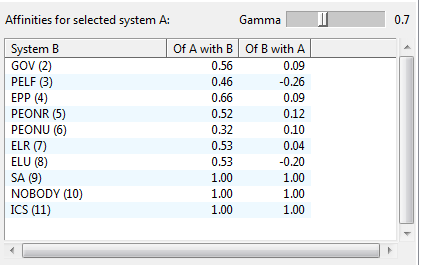 Affinities for selected system A: Gamma 0.7
System B Of A with B Of B with A
GOV (2) 0.56 0.09
PELF (3) 0.46 -0.26
EPP (4) 0.66 0.09
PEONR (5) 0.52 0.12
PEONU (6) 0.32 0.10
ELR (7) 0.53 0.04
ELU (8) 0.53 -0.20
SA (9) 1.00 1.00
NOBODY (10) 1.00 1.00
ICS (11) 1.00 1.00